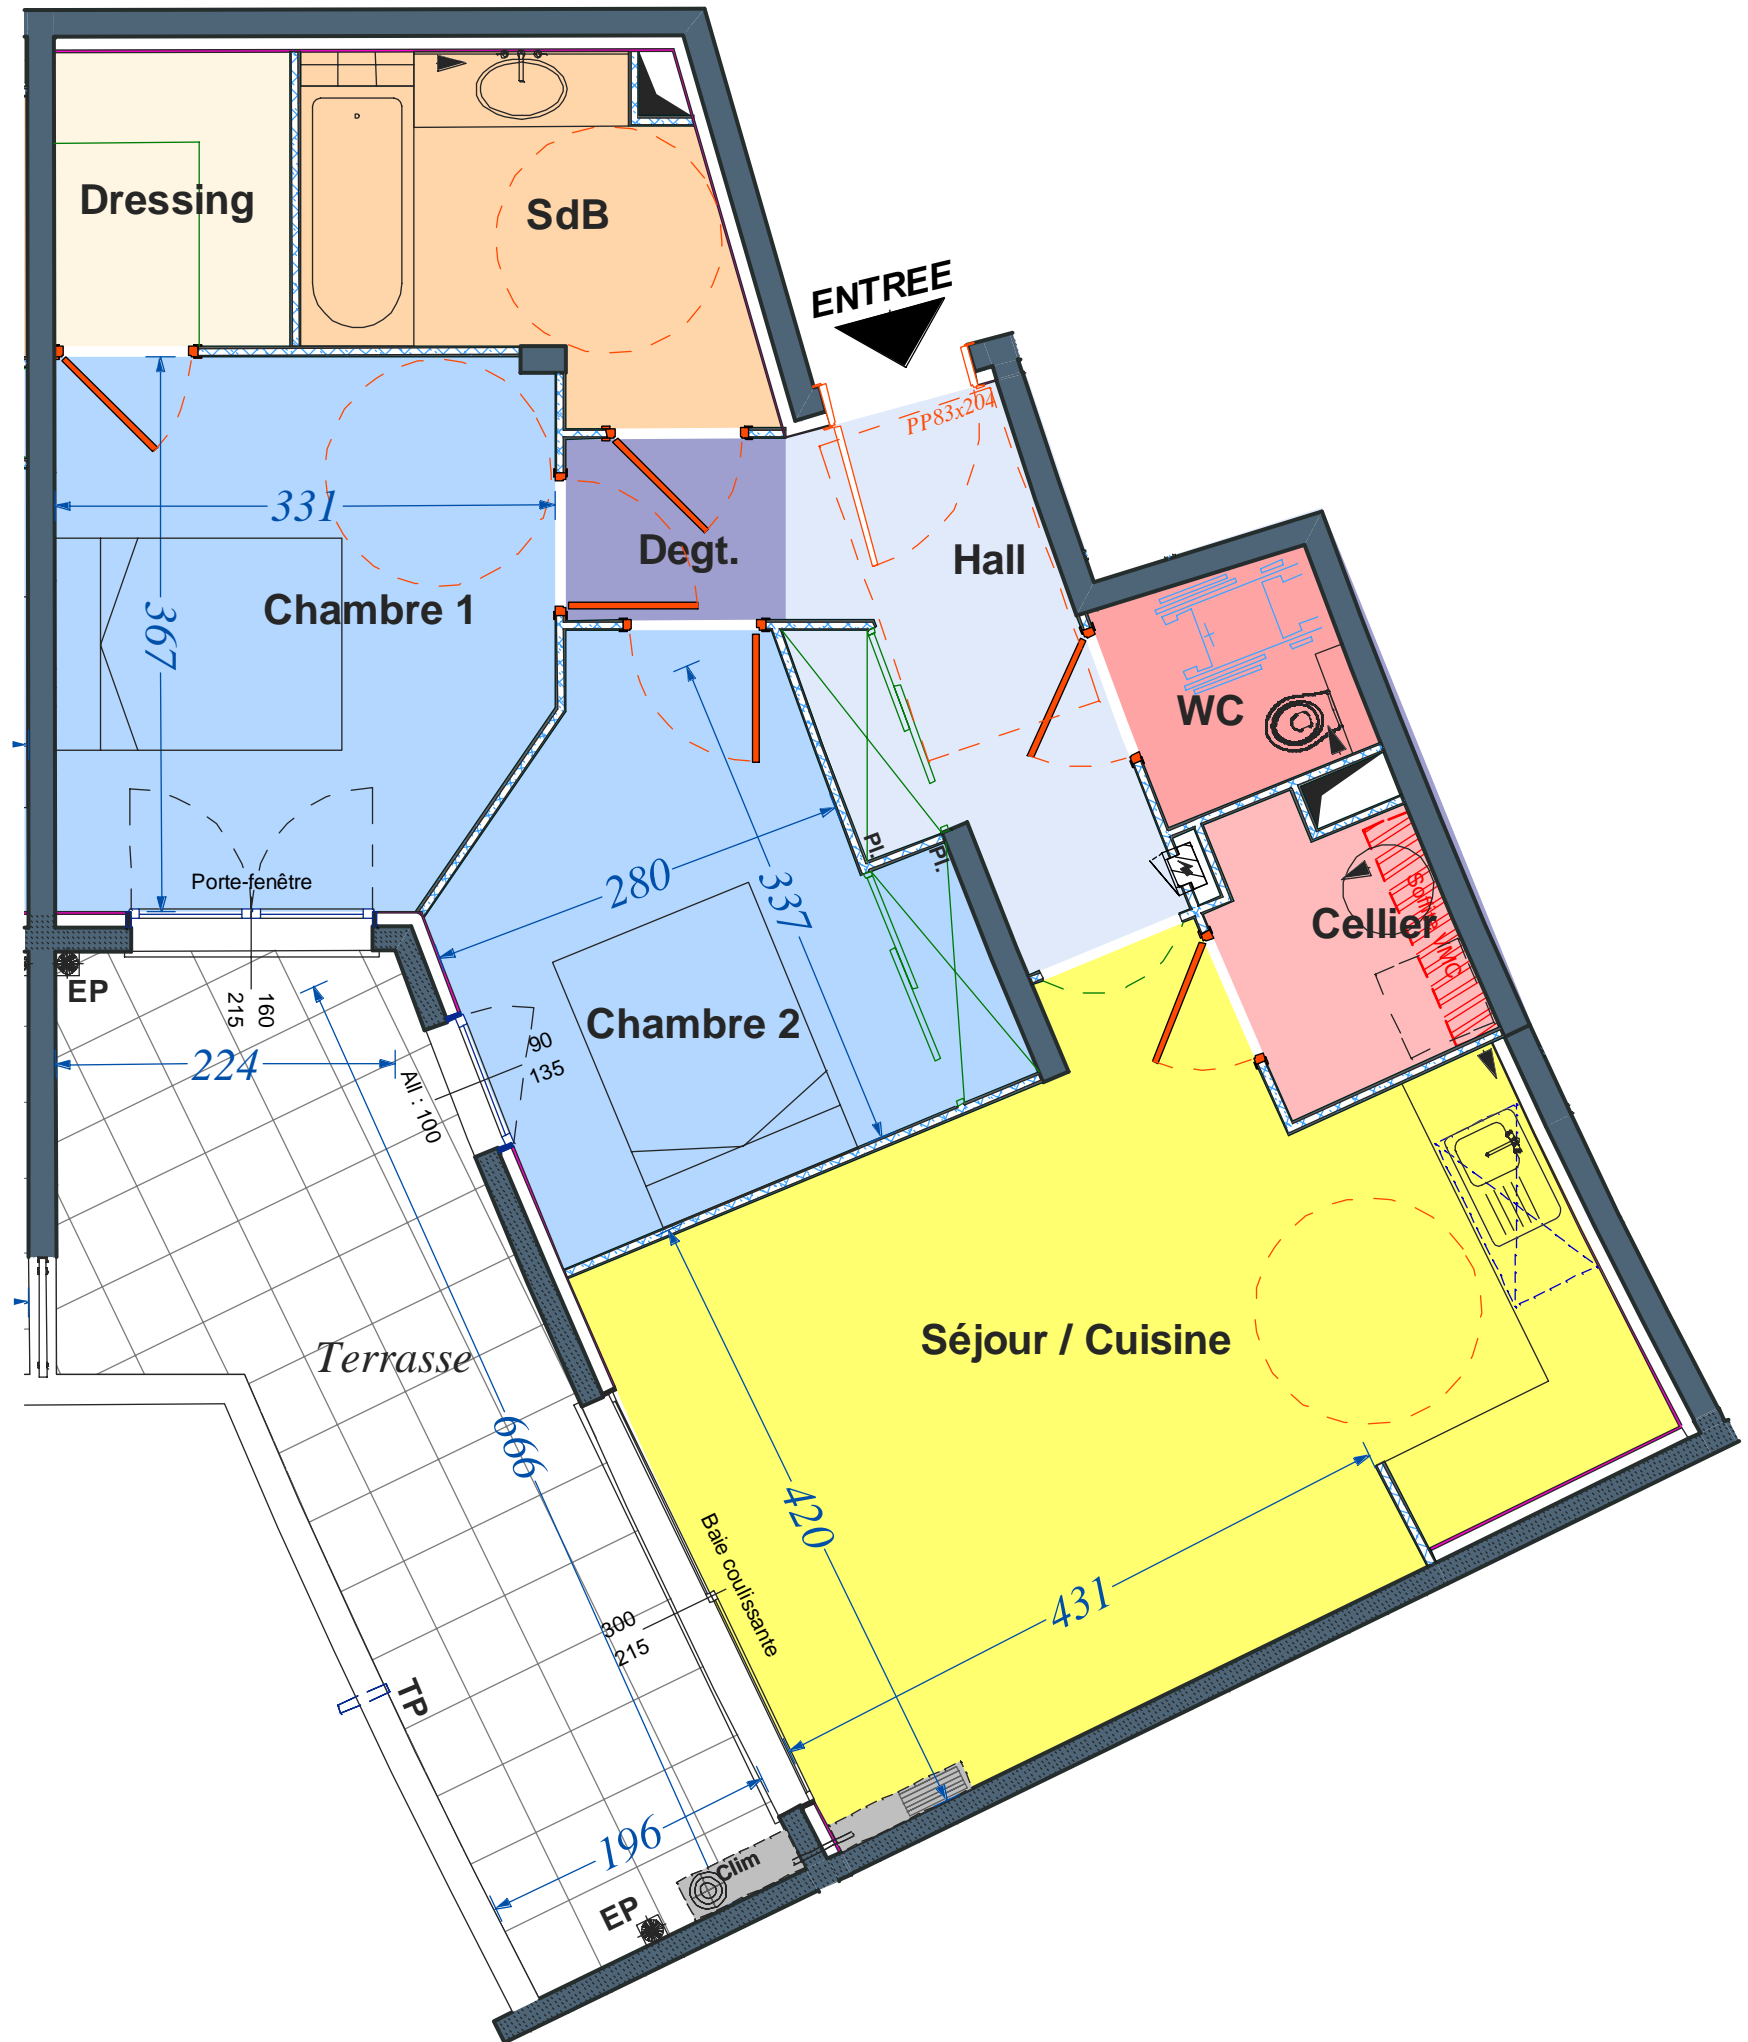 Dressing
SdB
ENTREE
PP83x204
331
Degt.
Hall
Chambre 1
367
WC
Porte-fenêtre
280
337
Pl.
Pl.
Cellier
Soffite VMC
EP
160
215
Chambre 2
90
135
224
All : 100
Séjour / Cuisine
Terrasse
666
420
Baie coulissante
431
300
215
TP
196
Clim
EP